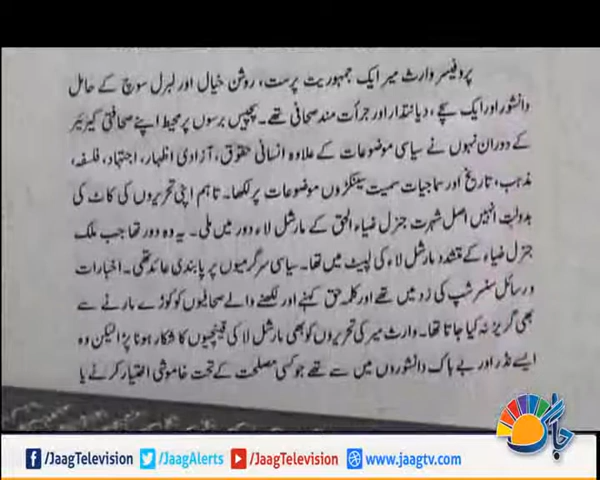 پروفیسر وارث میر ایک جمہوریت پرست، روشن خیال اور لبرل سوچ کے حامل
دانشور اور ایک سچے، دیانتدار اور جرأت مند صحافی تھے۔ پچیس برسوں پر محیط اپنے صحافتی کیریئر
کے دوران انہوں نے سیاسی موضوعات کے علاوہ انسانی حقوق، آزادی اظہار، اجتہاد، فلسفہ،
مذہب، تاریخ اور سماجیات سمیت سینکڑوں موضوعات پر لکھا۔ تاہم اپنی تحریروں کی کاٹ کی
بدولت انہیں اصل شہرت جنرل ضیاء الحق کے مارشل لاء دور میں ملی۔ یہ وہ دور تھا جب ملک
جنرل ضیاء کے متشدد مارشل لاء کی لپیٹ میں تھا۔ سیاسی سرگرمیوں پر پابندی عائد تھی۔ اخبارات
و رسائل سنسر شپ کی زد میں تھے اور کلمہ حق کہنے اور لکھنے والے صحافیوں کو کوڑے مارنے سے
بھی گریز نہ کیا جاتا تھا۔ وارث میر کی تحریروں کو بھی مارشل لا کی قینچیوں کا شکار ہونا پڑا لیکن وہ
ایسے نڈر اور بے باک دانشوروں میں سے تھے جو کسی مصلحت کے تحت خاموشی اختیار کرنے یا
جاگ
/JaagTelevision /JaagAlerts /JaagTelevision www.jaagtv.com